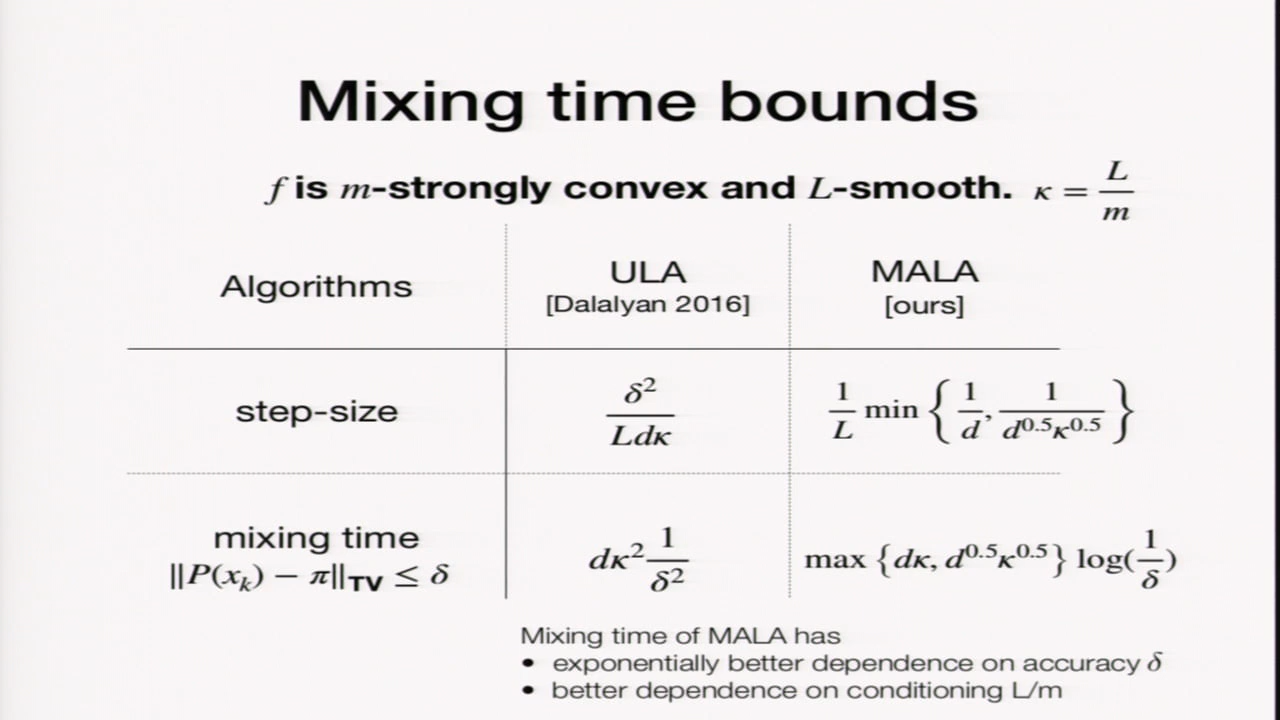 Mixing time bounds
f is m-strongly convex and L-smooth. κ = L/m
Algorithms
ULA
[Dalalyan 2016]
MALA
[ours]
step-size
δ²/(Ldκ)
1/L min { 1/d, 1/(d^0.5 κ^0.5) }
mixing time
||P(x_k) − π||_TV ≤ δ
dκ² 1/δ²
max {dκ, d^0.5 κ^0.5} log(1/δ)
Mixing time of MALA has
• exponentially better dependence on accuracy δ
• better dependence on conditioning L/m